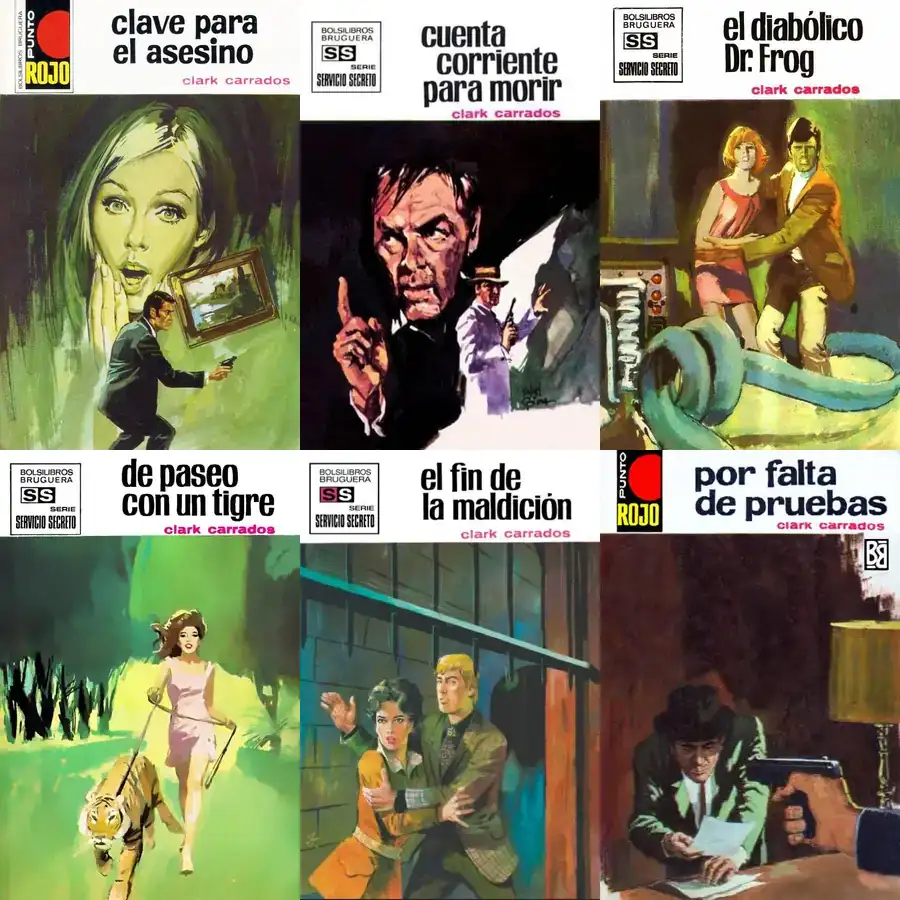 BOLSILIBROS BRUGUERA
PUNTO
ROJO
clave para
el asesino
clark carrados
BOLSILIBROS
BRUGUERA
SS
SERIE
SERVICIO SECRETO
cuenta
corriente
para morir
clark carrados
BOLSILIBROS
BRUGUERA
SS
SERIE
SERVICIO SECRETO
el diabólico
Dr. Frog
clark carrados
BOLSILIBROS
BRUGUERA
SS
SERIE
SERVICIO SECRETO
de paseo
con un tigre
clark carrados
BOLSILIBROS
BRUGUERA
SS
SERIE
SERVICIO SECRETO
el fin de
la maldición
clark carrados
PUNTO
ROJO
por falta
de pruebas
clark carrados
BB